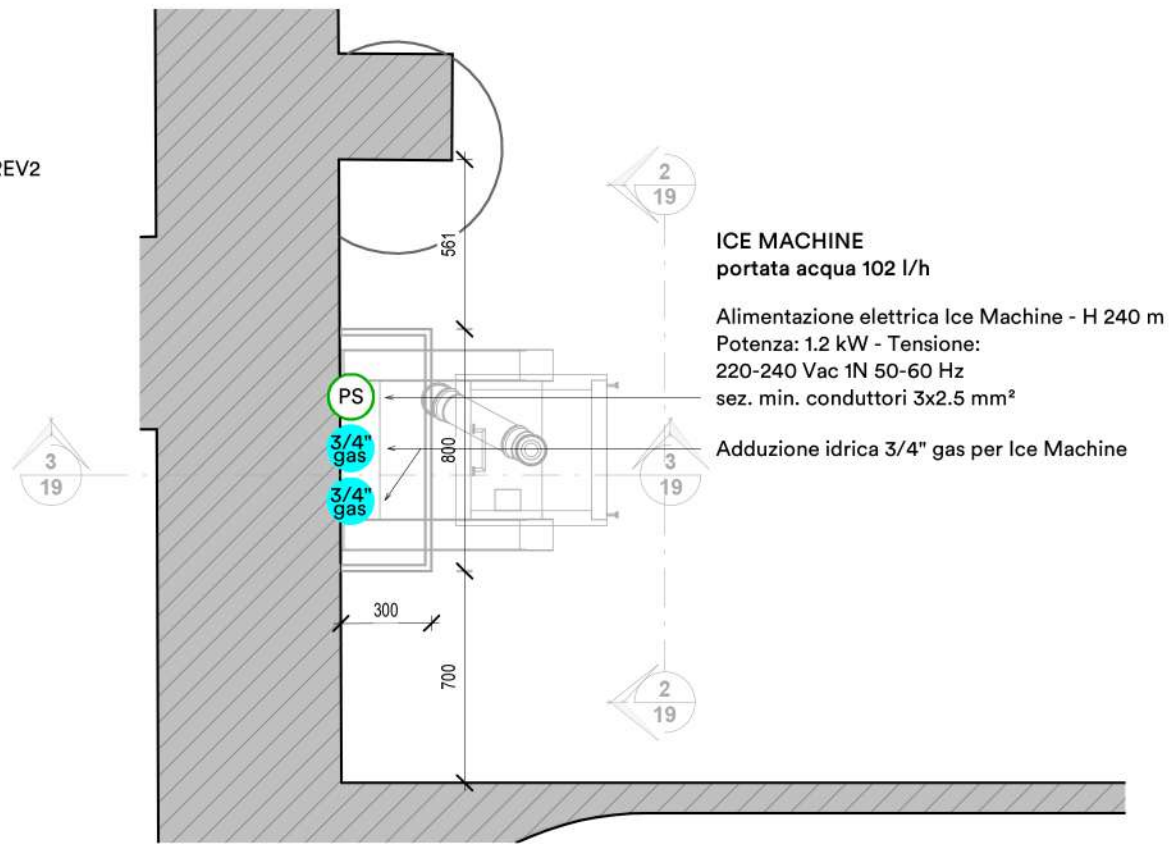 REV2
2
19
561
ICE MACHINE
portata acqua 102 l/h
Alimentazione elettrica Ice Machine - H 240 m
Potenza: 1.2 kW - Tensione:
220-240 Vac 1N 50-60 Hz
sez. min. conduttori 3x2.5 mm²
PS
3/4"
gas
800
Adduzione idrica 3/4" gas per Ice Machine
3
19
3
19
3/4"
gas
300
700
2
19